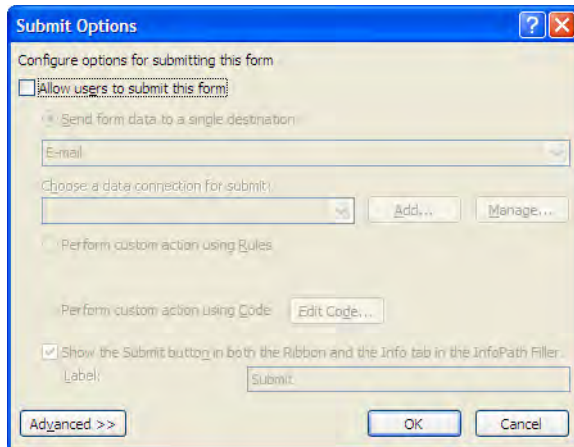 Submit Options
Configure options for submitting this form
Allow users to submit this form
Send form data to a single destination
E-mail
Choose a data connection for submit:
Add... Manage...
Perform custom action using Rules
Perform custom action using Code Edit Code...
Show the Submit button in both the Ribbon and the Info tab in the InfoPath Filler
Label: Submit
Advanced >> OK Cancel